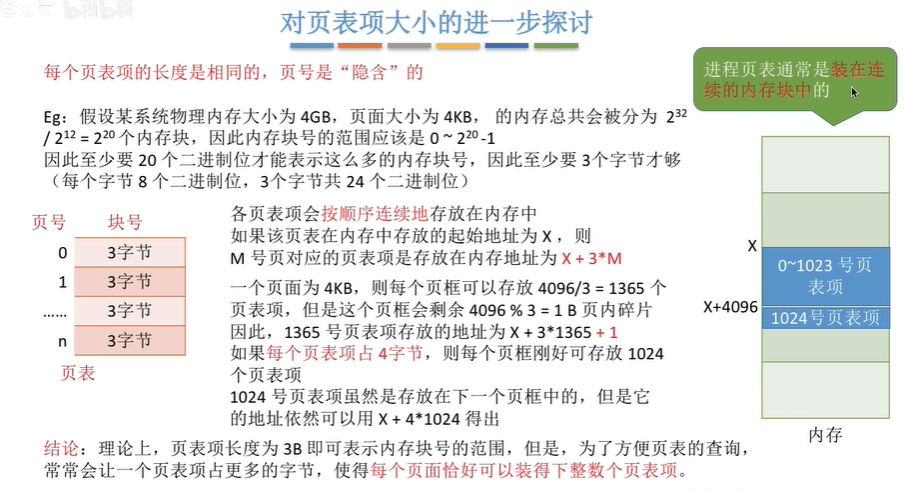 对页表项大小的进一步探讨
每个页表项的长度是相同的，页号是“隐含”的
进程页表通常是装在连
续的内存块中的
Eg：假设某系统物理内存大小为 4GB，页面大小为 4KB， 的内存总共会被分为 2³²
/ 2¹² = 2²⁰ 个内存块，因此内存块号的范围应该是 0 ~ 2²⁰ -1
因此至少要 20 个二进制位才能表示这么多的内存块号，因此至少要 3个字节才够
（每个字节 8 个二进制位，3个字节共 24 个二进制位）
页号 块号
0 3字节
1 3字节
...... 3字节
n 3字节
页表
各页表项会按顺序连续地存放在内存中
如果该页表在内存中存放的起始地址为 X ，则
M 号页对应的页表项是存放在内存地址为 X + 3*M
一个页面为 4KB，则每个页框可以存放 4096/3 = 1365 个
页表项，但是这个页框会剩余 4096 % 3 = 1 B 页内碎片
因此，1365 号页表项存放的地址为 X + 3*1365 + 1
如果每个页表项占 4字节，则每个页框刚好可存放 1024
个页表项
1024 号页表项虽然是存放在下一个页框中的，但是它
的地址依然可以用 X + 4*1024 得出
X
0~1023 号页
表项
X+4096
1024号页表项
内存
结论：理论上，页表项长度为 3B 即可表示内存块号的范围，但是，为了方便页表的查询，
常常会让一个页表项占更多的字节，使得每个页面恰好可以装得下整数个页表项。